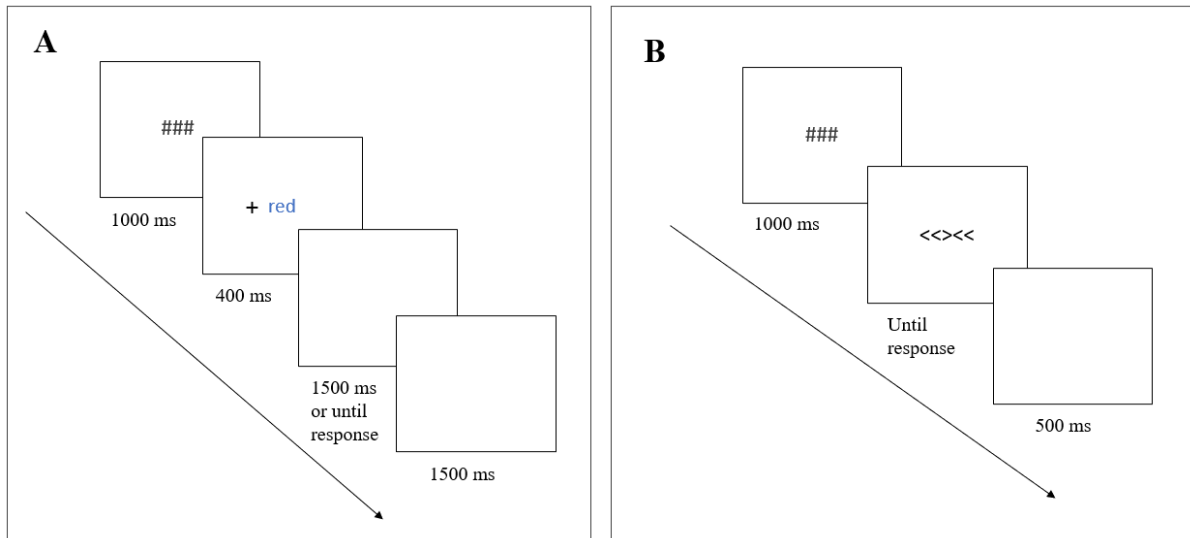 A
###
1000 ms
+ red
400 ms
1500 ms
or until
response
1500 ms
B
###
1000 ms
<<><<
Until
response
500 ms